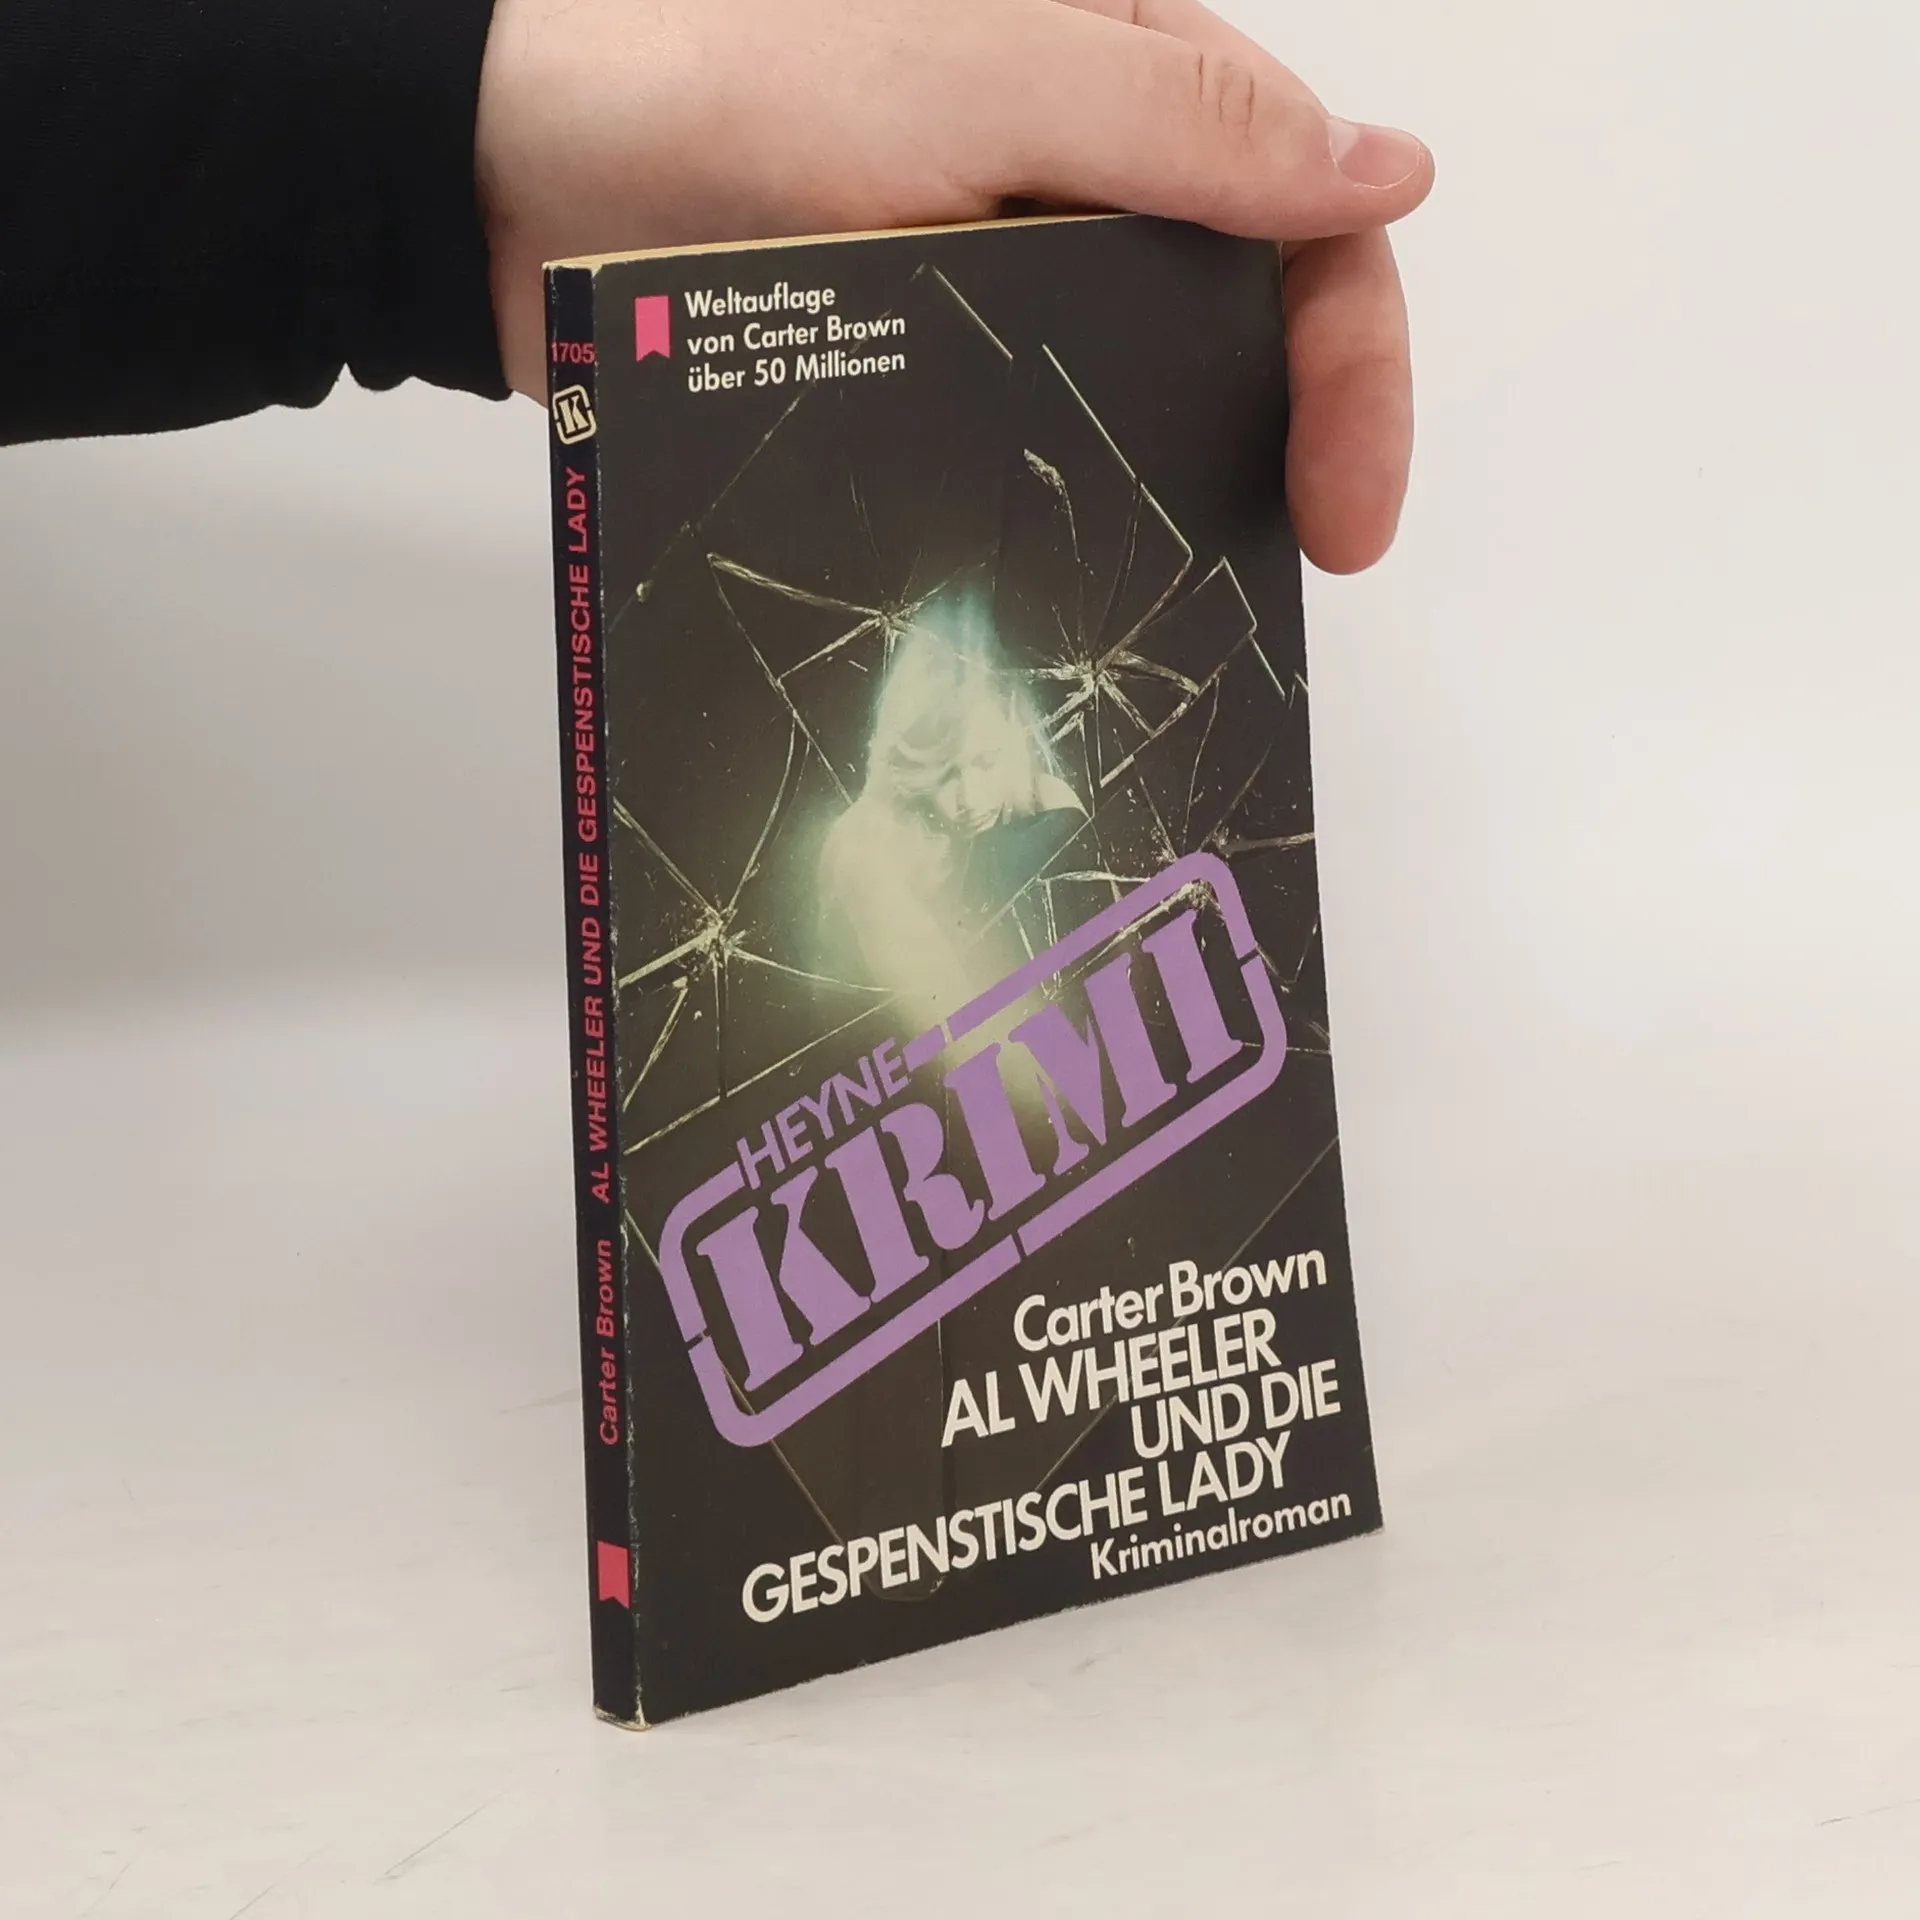 Weltauflage
von Carter Brown
über 50 Millionen
HEYNE
KRIMI
Carter Brown
AL WHEELER
UND DIE
GESPENSTISCHE LADY
Kriminalroman
1705
K
Carter Brown AL WHEELER UND DIE GESPENSTISCHE LADY